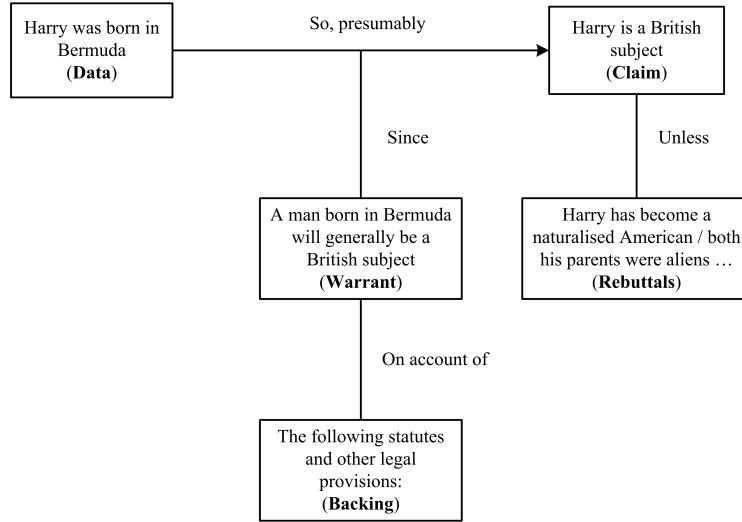 Harry was born in
Bermuda
(Data)
So, presumably
Harry is a British
subject
(Claim)
Since
Unless
A man born in Bermuda
will generally be a
British subject
(Warrant)
Harry has become a
naturalised American / both
his parents were aliens …
(Rebuttals)
On account of
The following statutes
and other legal
provisions:
(Backing)